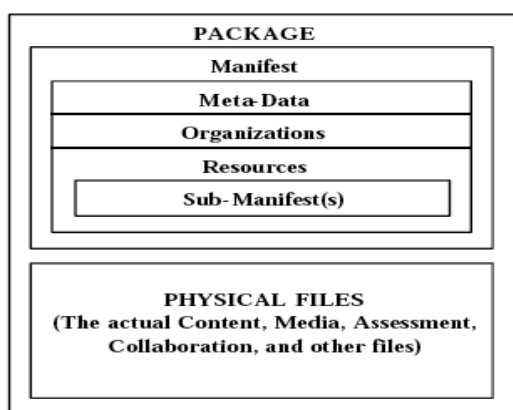 PACKAGE
Manifest
Meta-Data
Organizations
Resources
Sub-Manifest(s)
PHYSICAL FILES
(The actual Content, Media, Assessment,
Collaboration, and other files)